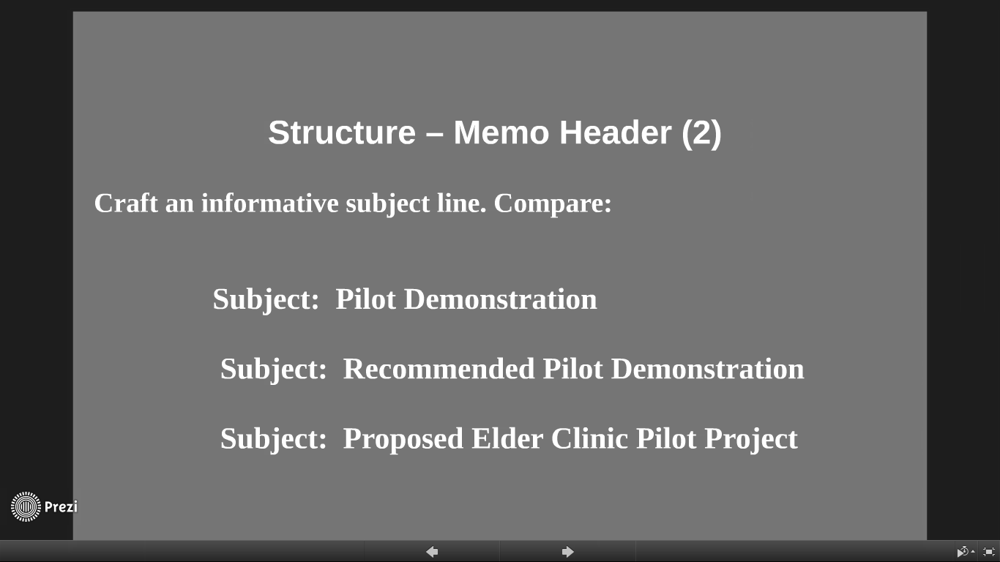 Structure – Memo Header (2)
Craft an informative subject line. Compare:
Subject:  Pilot Demonstration
Subject:  Recommended Pilot Demonstration
Subject:  Proposed Elder Clinic Pilot Project
Prezi